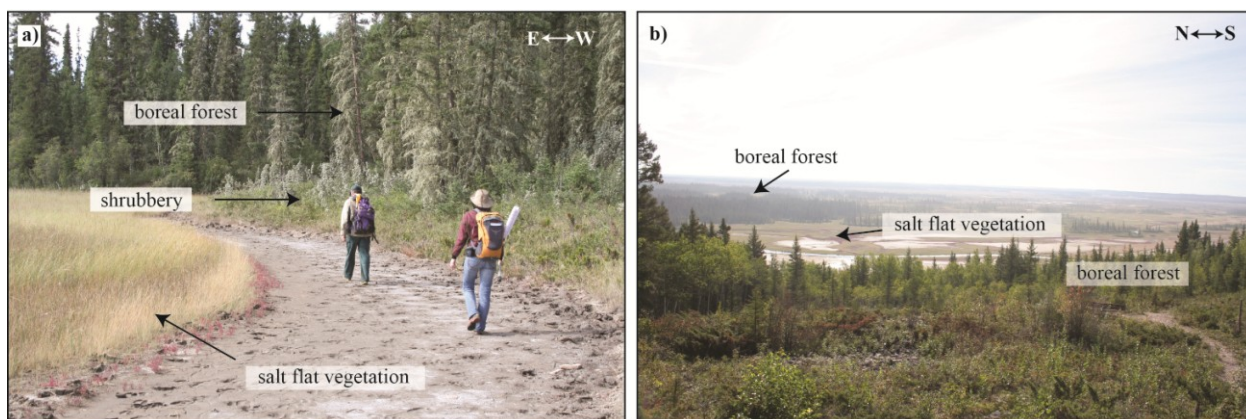 a)
E↔W
boreal forest
shrubbery
salt flat vegetation
b)
N↔S
boreal forest
salt flat vegetation
boreal forest